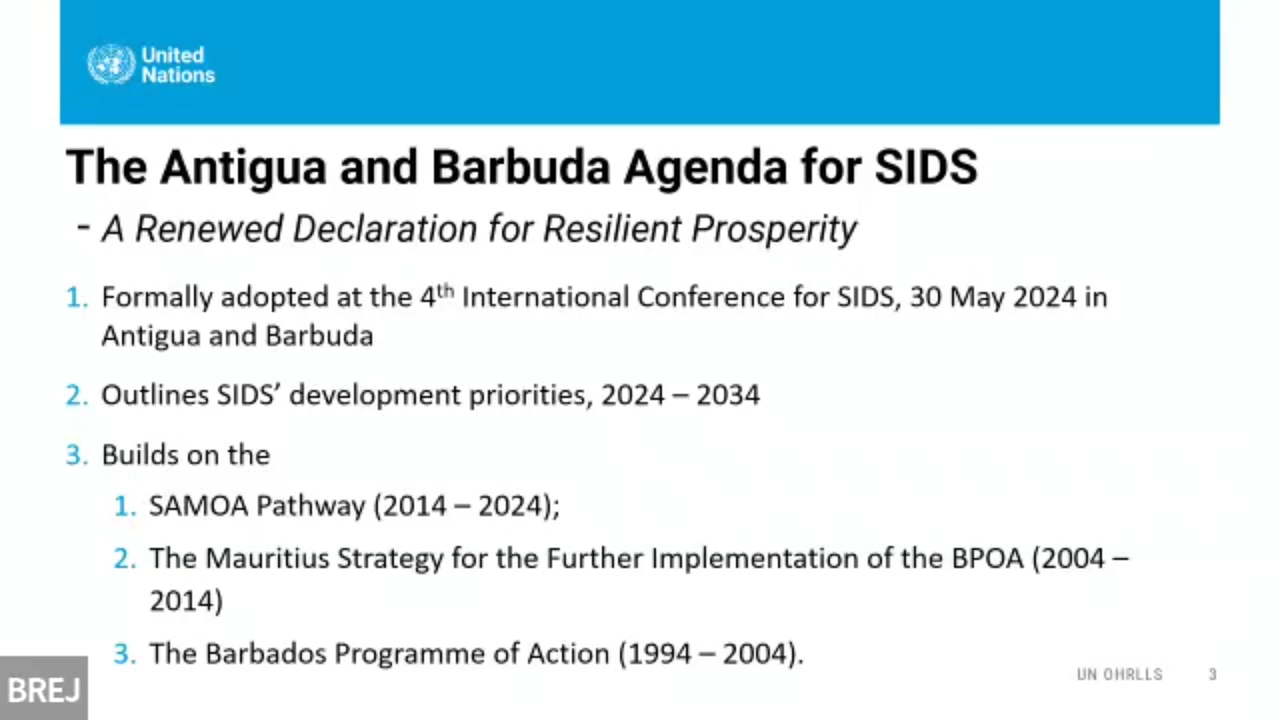 United
Nations
The Antigua and Barbuda Agenda for SIDS
- A Renewed Declaration for Resilient Prosperity
1. Formally adopted at the 4th International Conference for SIDS, 30 May 2024 in
Antigua and Barbuda
2. Outlines SIDS’ development priorities, 2024 – 2034
3. Builds on the
1. SAMOA Pathway (2014 – 2024);
2. The Mauritius Strategy for the Further Implementation of the BPOA (2004 –
2014)
3. The Barbados Programme of Action (1994 – 2004).
UN OHRLLS 3
BREJ